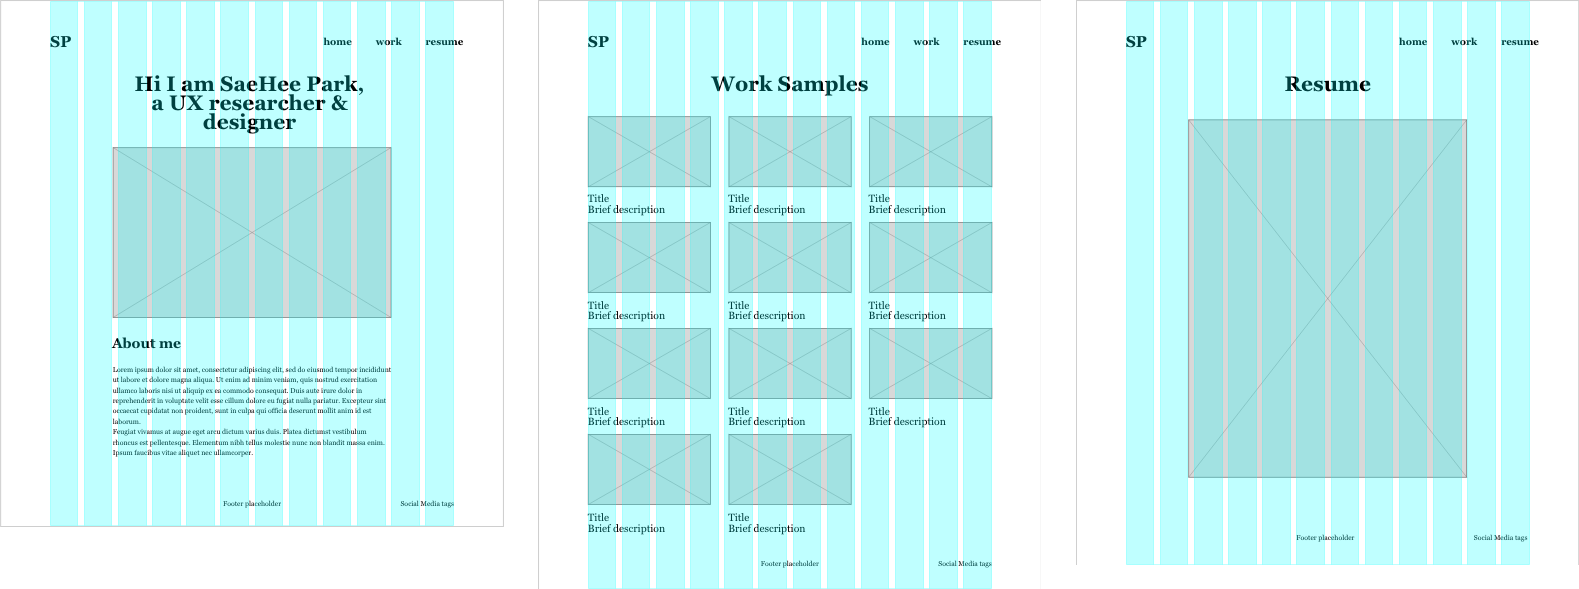 SP
home work resume
Hi I am SaeHee Park,
a UX researcher &
designer
About me
Lorem ipsum dolor sit amet, consectetur adipiscing elit, sed do eiusmod tempor incididunt
ut labore et dolore magna aliqua. Ut enim ad minim veniam, quis nostrud exercitation
ullamco laboris nisi ut aliquip ex ea commodo consequat. Duis aute irure dolor in
reprehenderit in voluptate velit esse cillum dolore eu fugiat nulla pariatur. Excepteur sint
occaecat cupidatat non proident, sunt in culpa qui officia deserunt mollit anim id est
laborum.
Feugiat vivamus at augue eget arcu dictum varius duis. Platea dictumst vestibulum
rhoncus est pellentesque. Elementum nibh tellus molestie nunc non blandit massa enim.
Ipsum faucibus vitae aliquet nec ullamcorper.
Footer placeholder Social Media tags
SP
home work resume
Work Samples
Title Title Title
Brief description Brief description Brief description
Title Title Title
Brief description Brief description Brief description
Title Title Title
Brief description Brief description Brief description
Title Title
Brief description Brief description
Footer placeholder Social Media tags
SP
home work resume
Resume
Footer placeholder Social Media tags